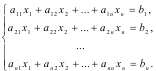 a₁₁x₁ + a₁₂x₂ + ... + a₁ₙxₙ = b₁,
a₂₁x₁ + a₂₂x₂ + ... + a₂ₙxₙ = b₂,
...
aₙ₁x₁ + aₙ₂x₂ + ... + aₙₙxₙ = bₙ.